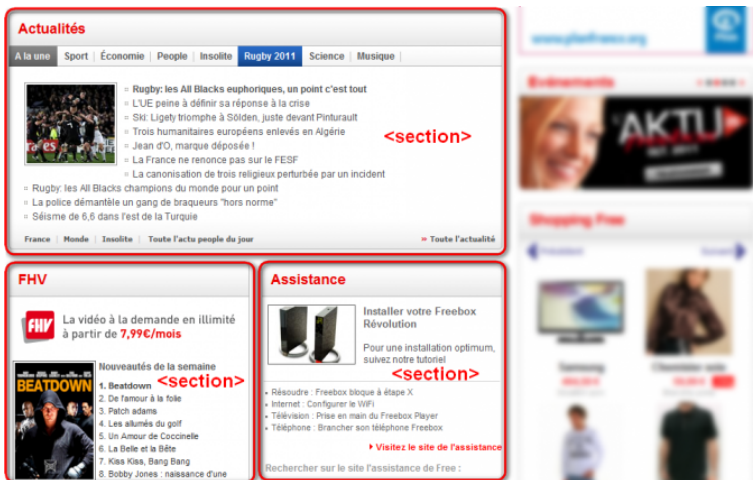 Actualités
A la une Sport Économie People Insolite Rugby 2011 Science Musique
Rugby: les All Blacks euphoriques, un point c'est tout
L'UE peine à définir sa réponse à la crise
Ski: Ligety triomphe à Sölden, juste devant Pinturault
Trois humanitaires européens enlevés en Algérie
Jean d'O, marque déposée !
La France ne renonce pas sur le FESF
La canonisation de trois religieux perturbée par un incident
Rugby: les All Blacks champions du monde pour un point
La police démantèle un gang de braqueurs "hors norme"
Séisme de 6,6 dans l'est de la Turquie
<section>
France Monde Insolite Toute l'actu people du jour
» Toute l'actualité
FHV
FHV
La vidéo à la demande en illimité
à partir de 7,99€/mois
BEATDOWN
Nouveautés de la semaine
1. Beatdown
2. De l'amour à la folie
3. Patch adams
4. Les allumés du golf
5. Un Amour de Coccinelle
6. La Belle et la Bête
7. Kiss Kiss, Bang Bang
8. Bobby Jones : naissance d'une
<section>
Assistance
Installer votre Freebox
Révolution
Pour une installation optimum,
suivez notre tutoriel
<section>
Résoudre : Freebox bloque à étape X
Internet : Configurer le WiFi
Télévision : Prise en main du Freebox Player
Téléphone : Brancher son téléphone Freebox
Visitez le site de l'assistance
Rechercher sur le site l'assistance de Free :
Evénements
AKTU
Shopping Free
Samsung